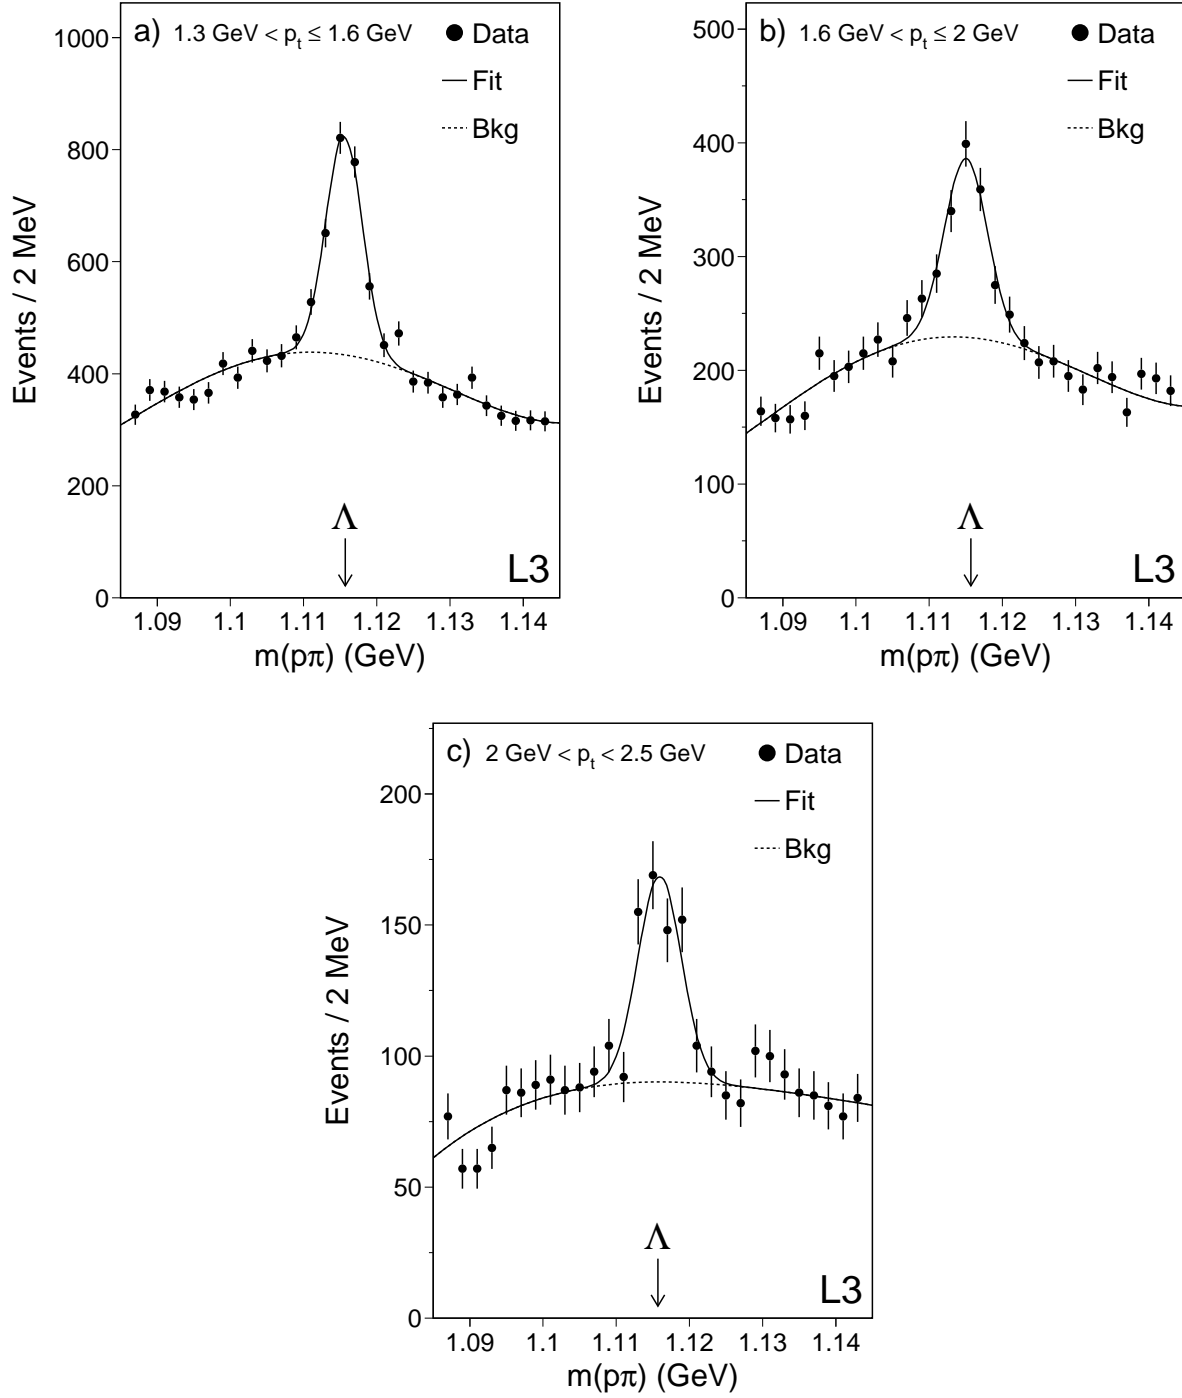 a) 1.3 GeV < pt ≤ 1.6 GeV
Data
Fit
Bkg
1000
800
600
400
200
0
Events / 2 MeV
Λ
L3
1.09 1.1 1.11 1.12 1.13 1.14
m(pπ) (GeV)
b) 1.6 GeV < pt ≤ 2 GeV
Data
Fit
Bkg
500
400
300
200
100
0
Events / 2 MeV
Λ
L3
1.09 1.1 1.11 1.12 1.13 1.14
m(pπ) (GeV)
c) 2 GeV < pt < 2.5 GeV
Data
Fit
Bkg
200
150
100
50
0
Events / 2 MeV
Λ
L3
1.09 1.1 1.11 1.12 1.13 1.14
m(pπ) (GeV)